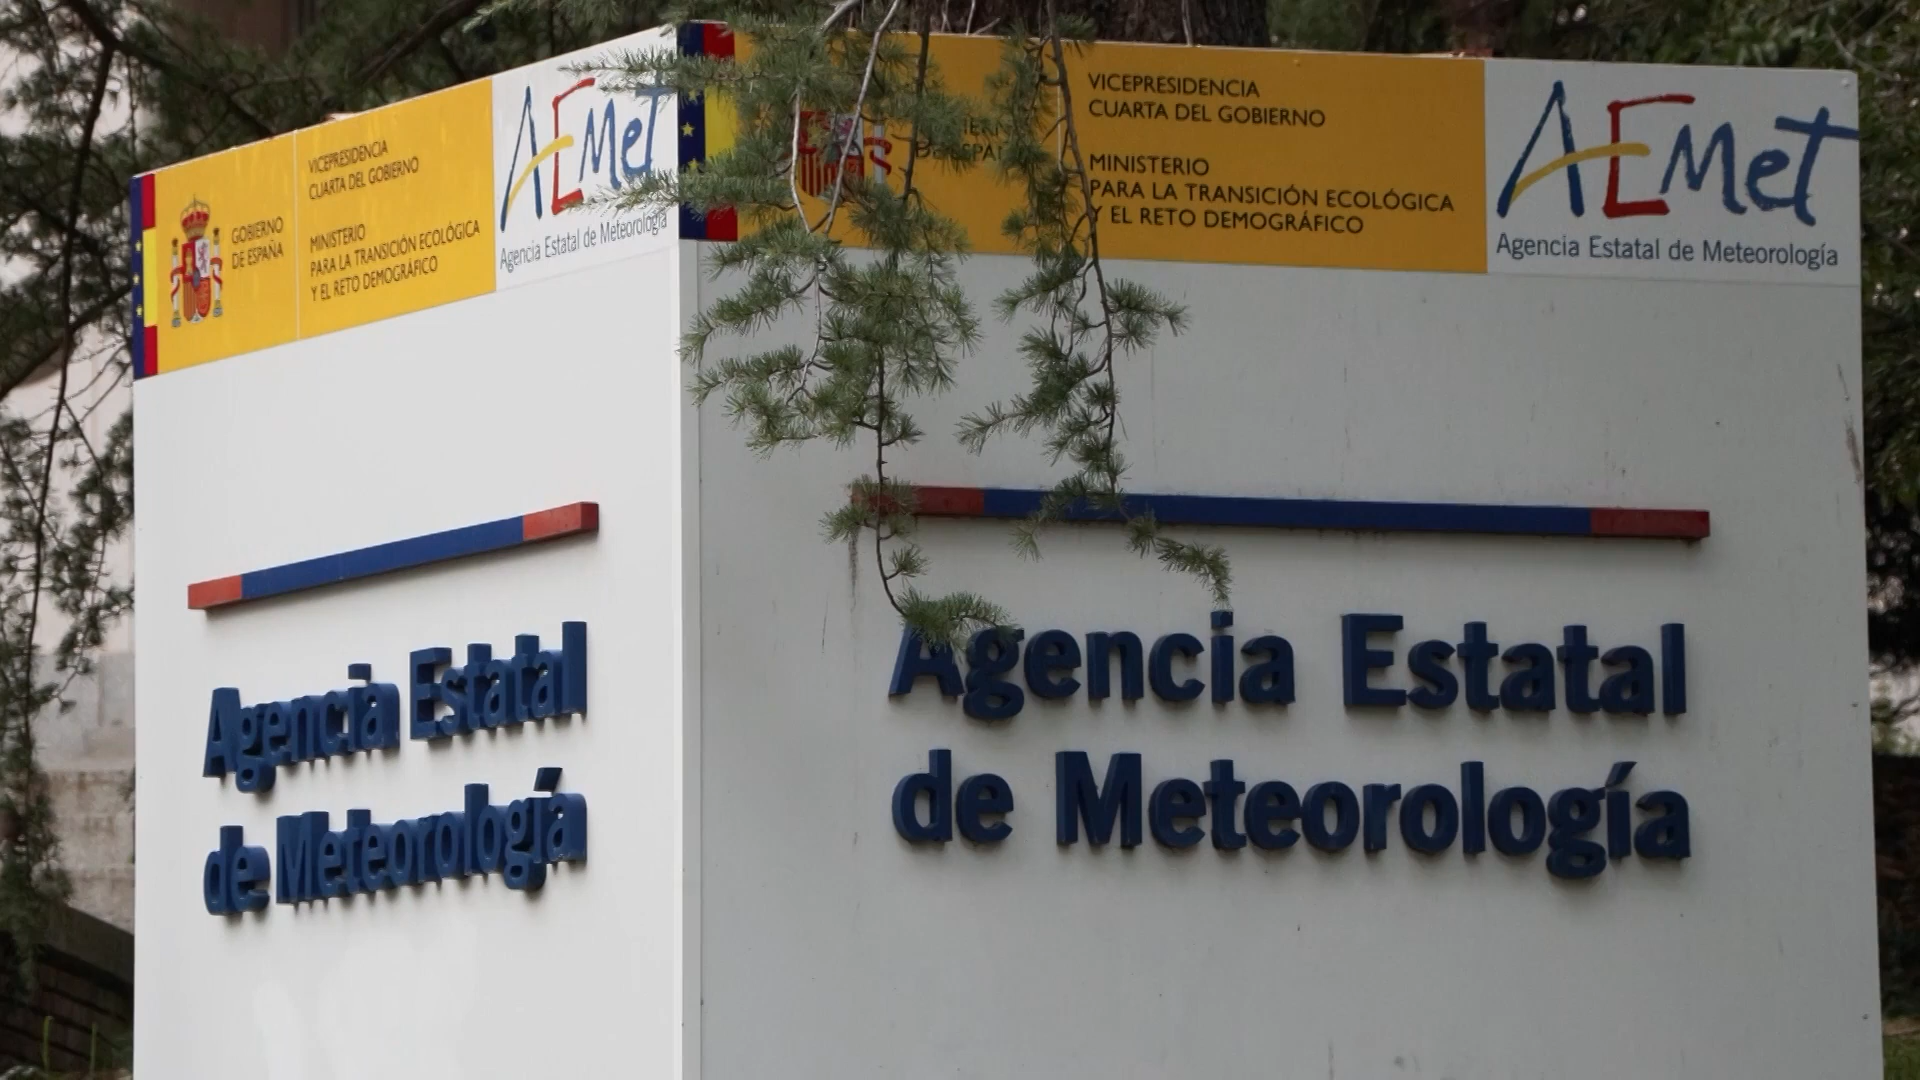 GOBIERNO
DE ESPAÑA
VICEPRESIDENCIA
CUARTA DEL GOBIERNO
MINISTERIO
PARA LA TRANSICIÓN ECOLÓGICA
Y EL RETO DEMOGRÁFICO
AEMet
Agencia Estatal de Meteorología
Agencia Estatal
de Meteorología
VICEPRESIDENCIA
CUARTA DEL GOBIERNO
MINISTERIO
PARA LA TRANSICIÓN ECOLÓGICA
Y EL RETO DEMOGRÁFICO
AEMet
Agencia Estatal de Meteorología
Agencia Estatal
de Meteorología